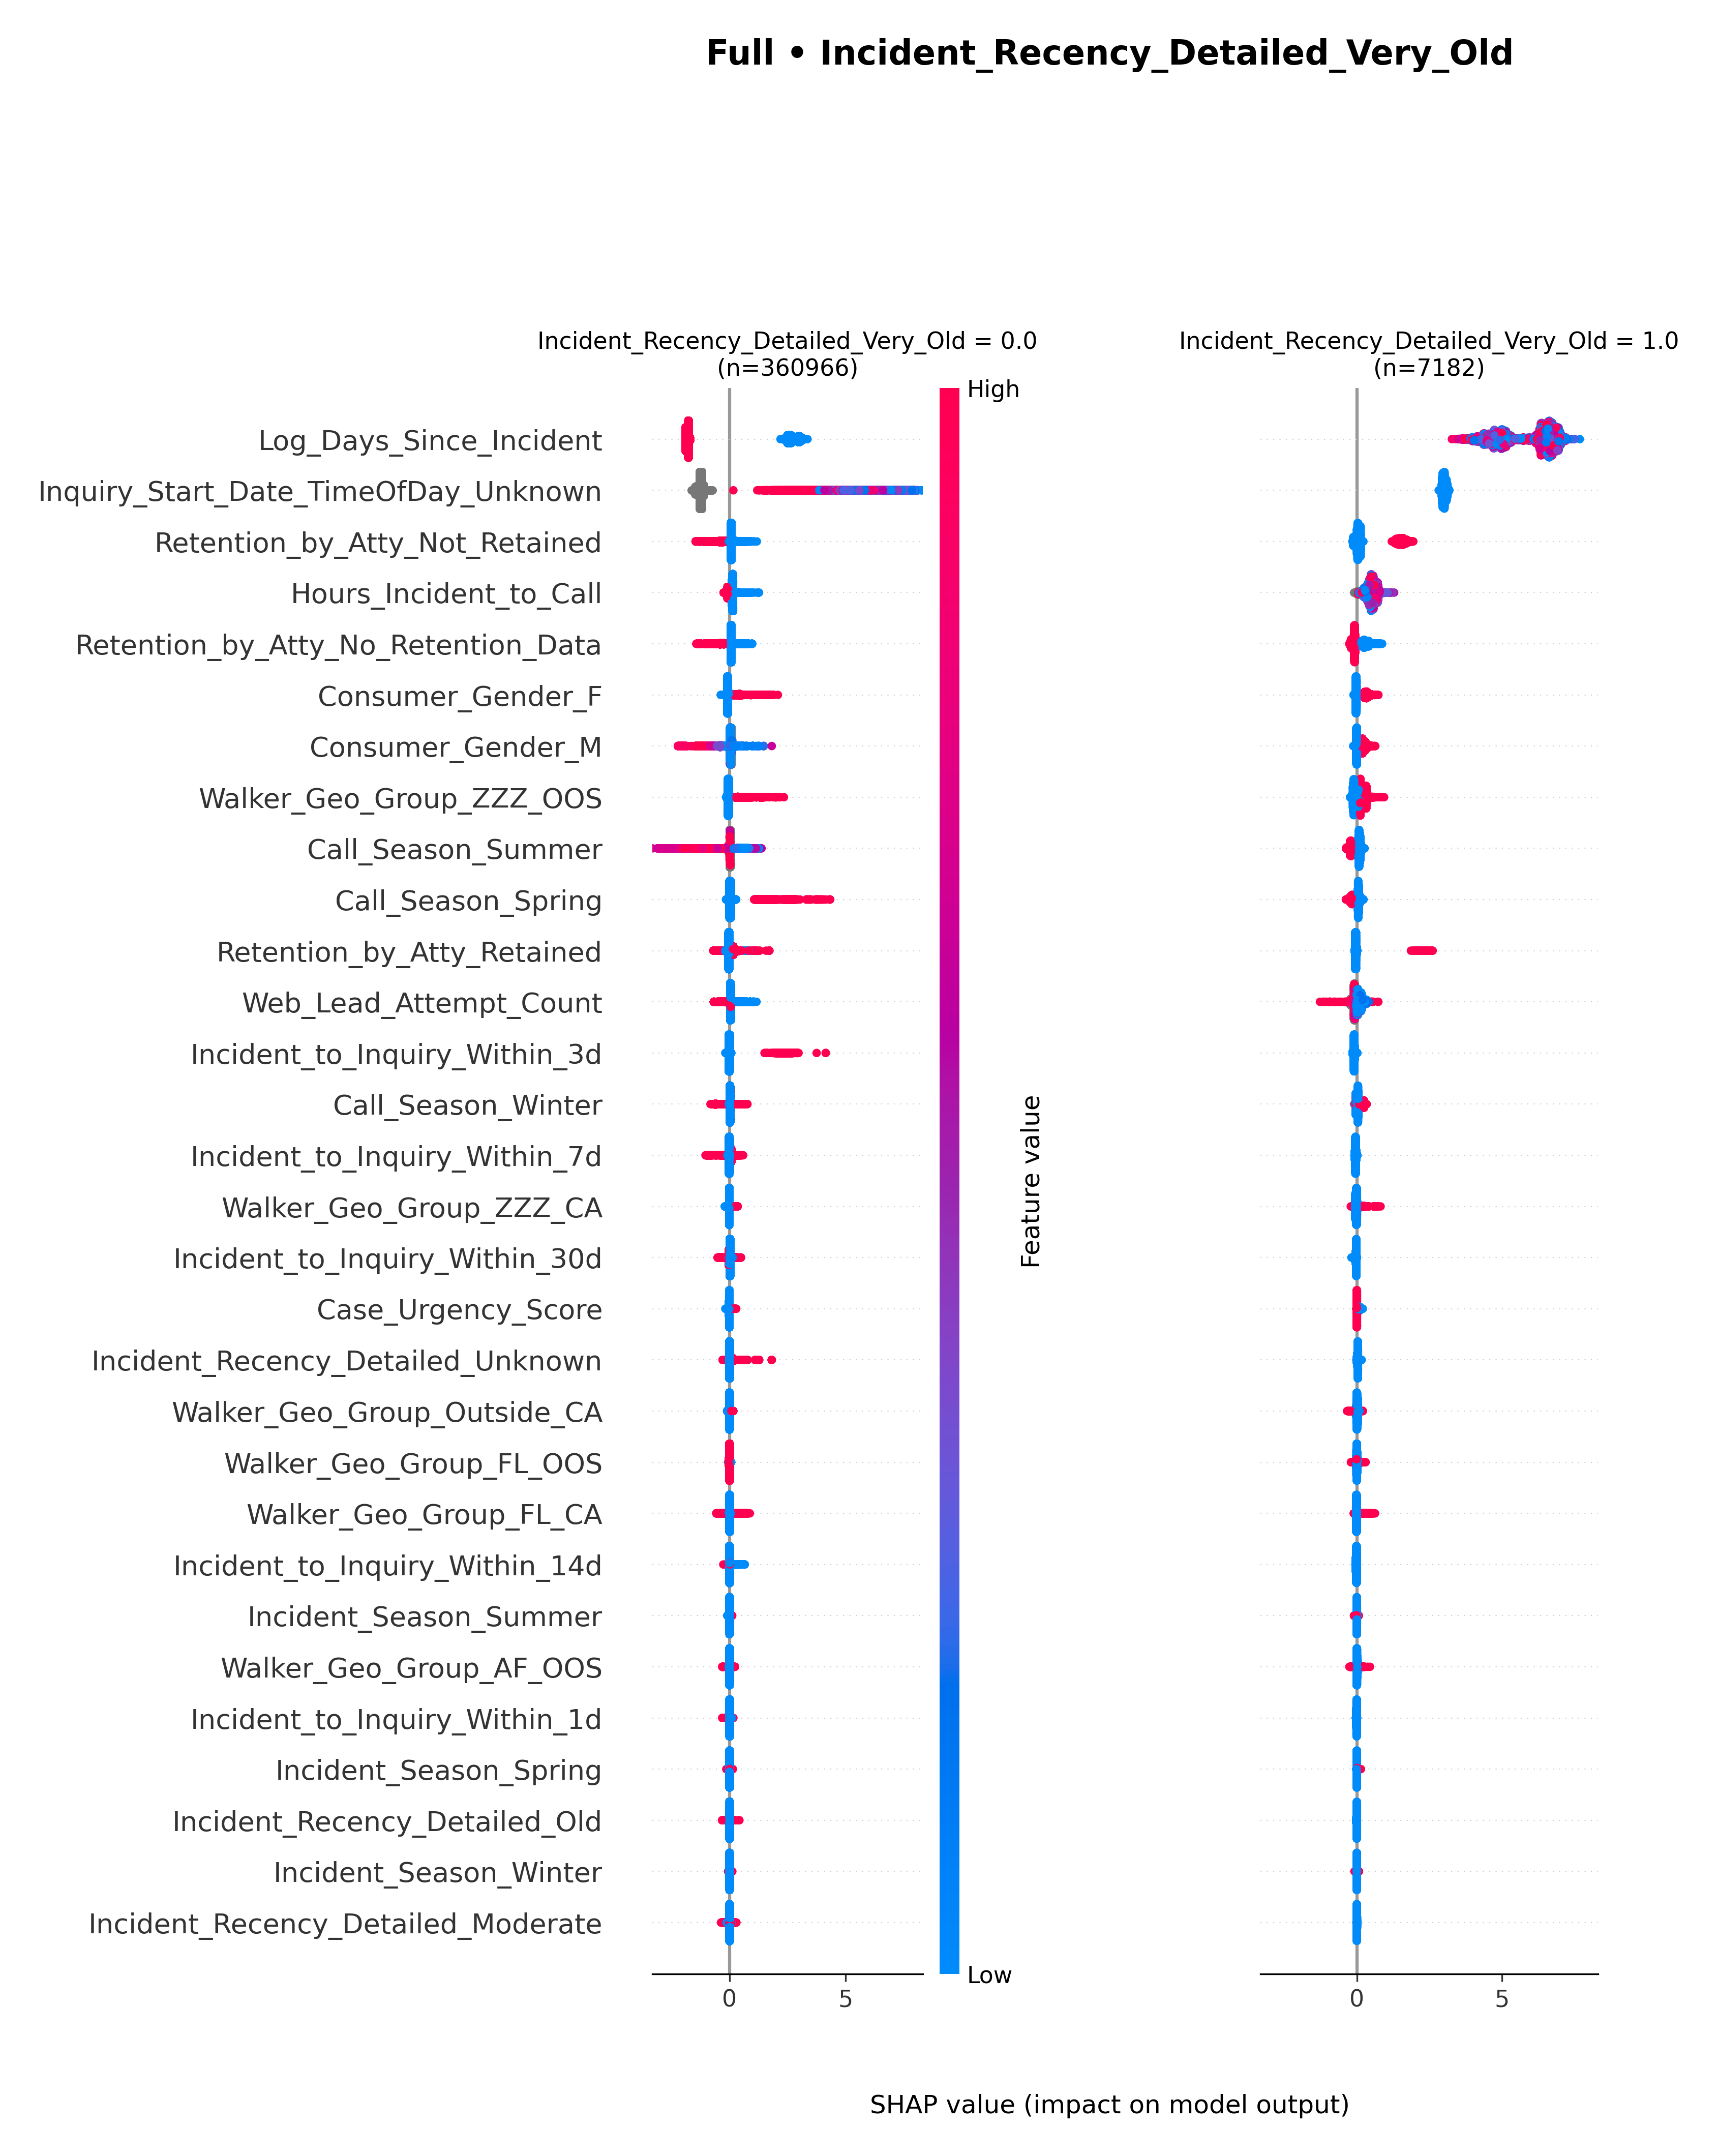 Full • Incident_Recency_Detailed_Very_Old
Incident_Recency_Detailed_Very_Old = 0.0
(n=360966)
Incident_Recency_Detailed_Very_Old = 1.0
(n=7182)
High
Log_Days_Since_Incident
Inquiry_Start_Date_TimeOfDay_Unknown
Retention_by_Atty_Not_Retained
Hours_Incident_to_Call
Retention_by_Atty_No_Retention_Data
Consumer_Gender_F
Consumer_Gender_M
Walker_Geo_Group_ZZZ_OOS
Call_Season_Summer
Call_Season_Spring
Retention_by_Atty_Retained
Web_Lead_Attempt_Count
Incident_to_Inquiry_Within_3d
Call_Season_Winter
Incident_to_Inquiry_Within_7d
Walker_Geo_Group_ZZZ_CA
Incident_to_Inquiry_Within_30d
Case_Urgency_Score
Incident_Recency_Detailed_Unknown
Walker_Geo_Group_Outside_CA
Walker_Geo_Group_FL_OOS
Walker_Geo_Group_FL_CA
Incident_to_Inquiry_Within_14d
Incident_Season_Summer
Walker_Geo_Group_AF_OOS
Incident_to_Inquiry_Within_1d
Incident_Season_Spring
Incident_Recency_Detailed_Old
Incident_Season_Winter
Incident_Recency_Detailed_Moderate
Feature value
Low
0 5
0 5
SHAP value (impact on model output)